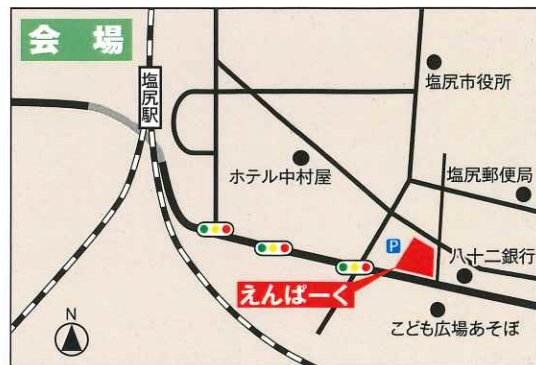 会場
塩尻駅
塩尻市役所
ホテル中村屋
塩尻郵便局
P
八十二銀行
えんぱーく
こども広場あそぼ
N